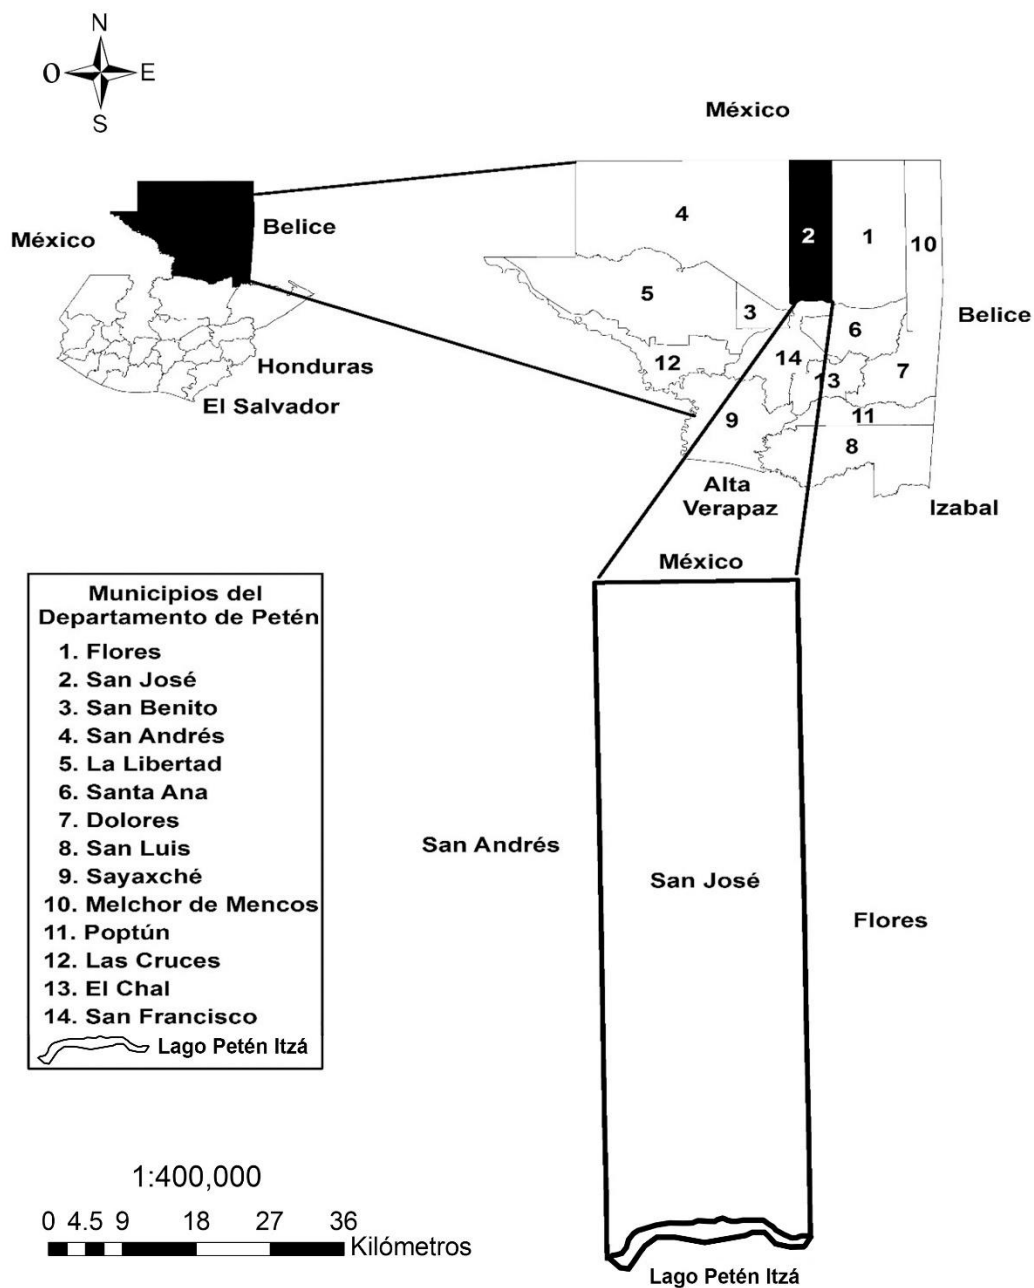 N
O
E
S
México
México
Belice
4
2
1
10
5
3
6
Belice
12
14
7
13
9
11
8
Honduras
El Salvador
Alta
Verapaz
Izabal
México
Municipios del
Departamento de Petén
1. Flores
2. San José
3. San Benito
4. San Andrés
5. La Libertad
6. Santa Ana
7. Dolores
8. San Luis
9. Sayaxché
10. Melchor de Mencos
11. Poptún
12. Las Cruces
13. El Chal
14. San Francisco
Lago Petén Itzá
San Andrés
San José
Flores
1:400,000
0 4.5 9 18 27 36
Kilómetros
Lago Petén Itzá